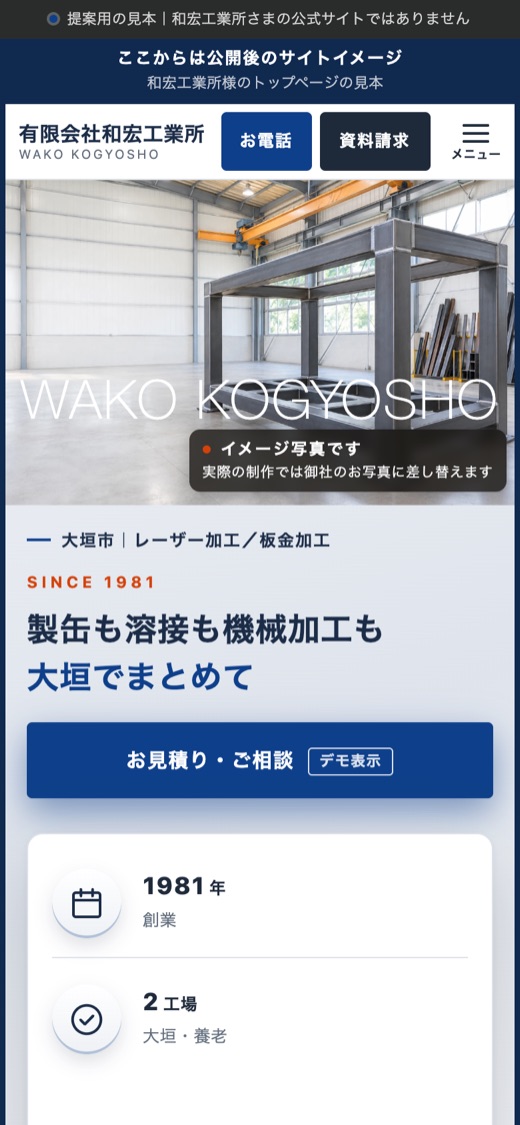 提案用の見本｜和宏工業所さまの公式サイトではありません
ここからは公開後のサイトイメージ
和宏工業所様のトップページの見本
有限会社和宏工業所
WAKO KOGYOSHO
お電話
資料請求
メニュー
WAKO KOGYOSHO
イメージ写真です
実際の制作では御社のお写真に差し替えます
大垣市｜レーザー加工／板金加工
SINCE 1981
製缶も溶接も機械加工も
大垣でまとめて
お見積り・ご相談 デモ表示
1981 年
創業
2 工場
大垣・養老